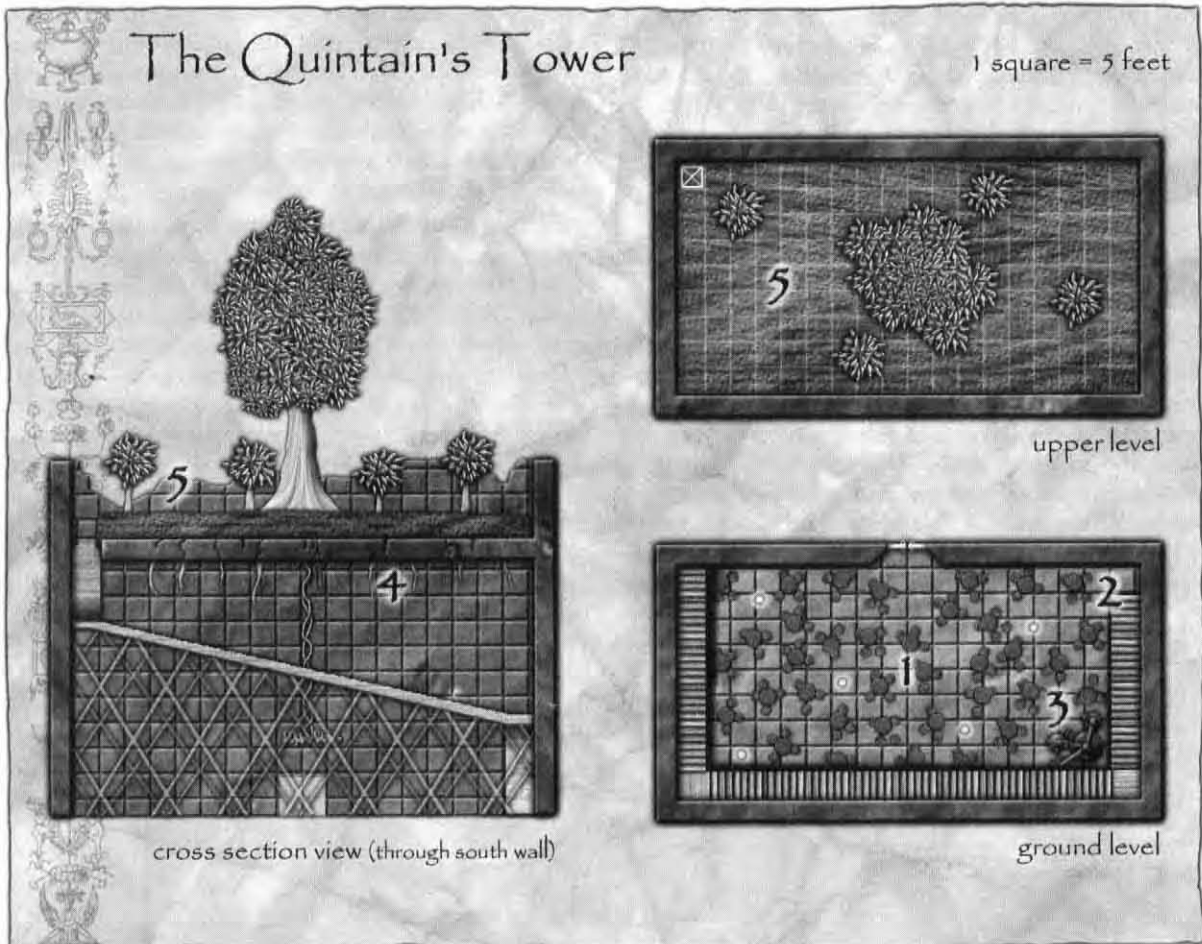 The Quintain's Tower
1 square = 5 feet
5
upper level
5
4
cross section view (through south wall)
2
1
3
ground level